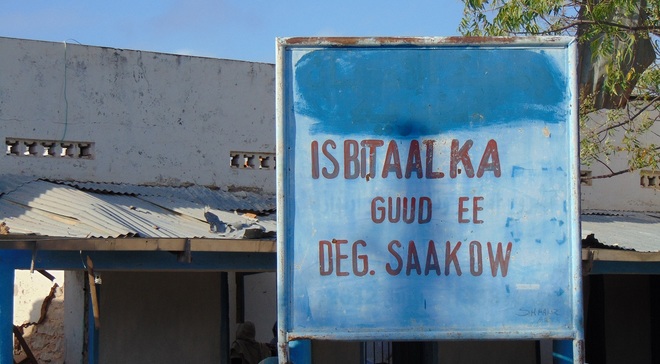 ISBITAALKA
GUUD EE
DEG. SAAKOW